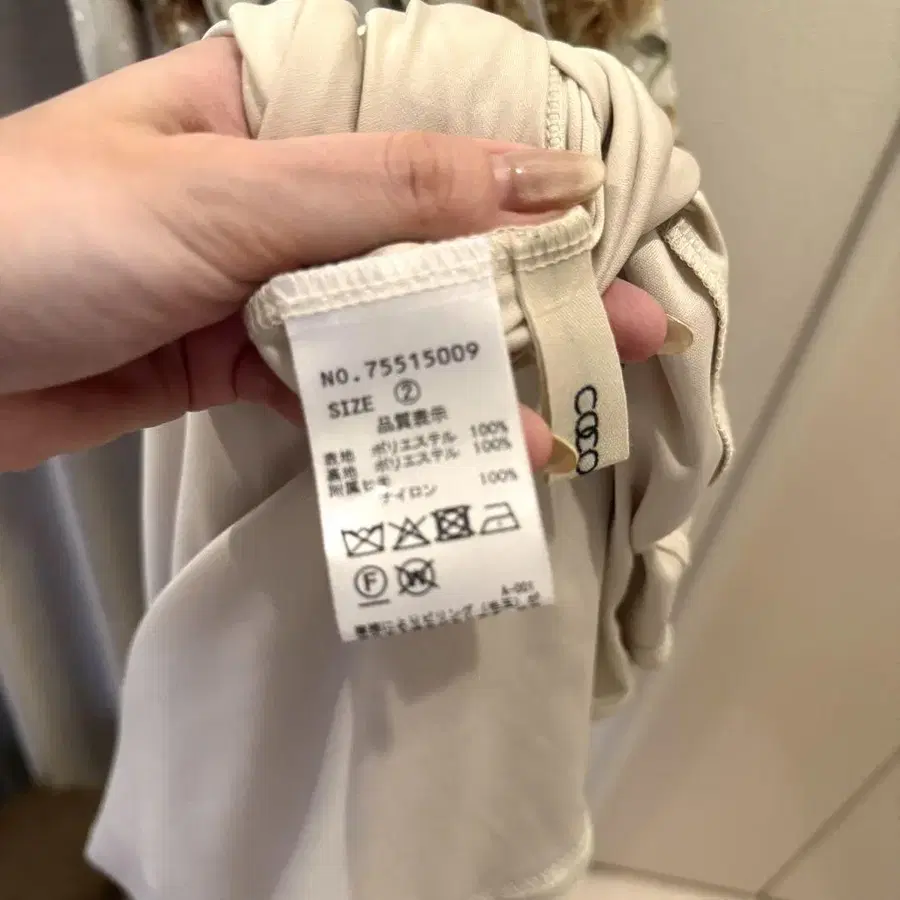 NO.75515009
SIZE ②
品質表示
表地 ポリエステル 100%
裏地 ポリエステル 100%
附属ヒモ
ナイロン 100%
F
W
A-001
COCO